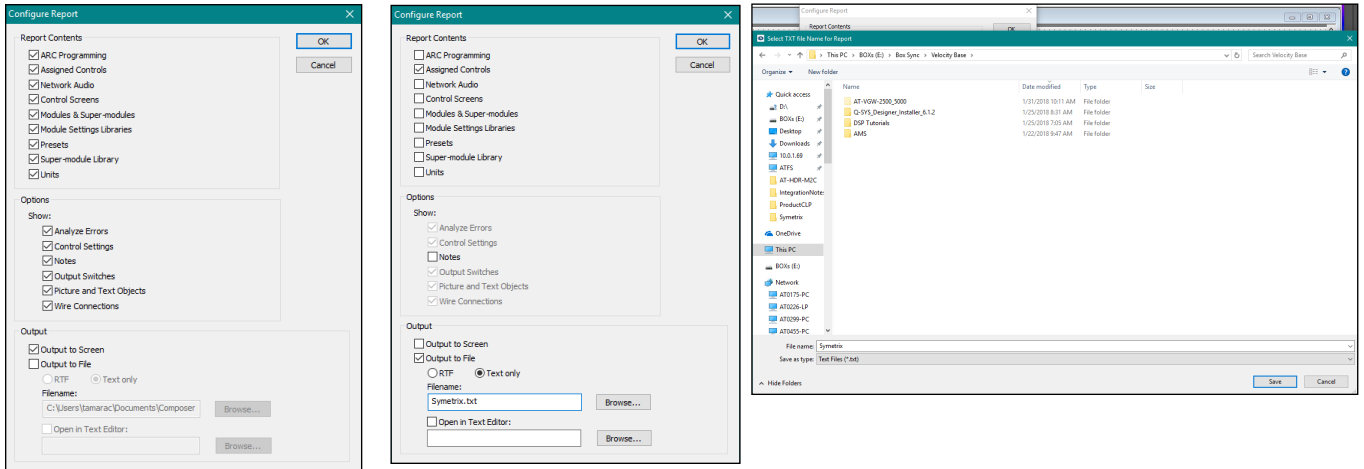 Configure Report
Report Contents
ARC Programming
Assigned Controls
Network Audio
Control Screens
Modules & Super-modules
Module Settings Libraries
Presets
Super-module Library
Units
OK
Cancel
Options
Show:
Analyze Errors
Control Settings
Notes
Output Switches
Picture and Text Objects
Wire Connections
Output
Output to Screen
Output to File
RTF Text only
Filename:
C:\Users\tamarac\Documents\Composer Browse...
Open in Text Editor:
Browse...
Configure Report
Report Contents
ARC Programming
Assigned Controls
Network Audio
Control Screens
Modules & Super-modules
Module Settings Libraries
Presets
Super-module Library
Units
OK
Cancel
Options
Show:
Analyze Errors
Control Settings
Notes
Output Switches
Picture and Text Objects
Wire Connections
Output
Output to Screen
Output to File
RTF Text only
Filename:
Symetrix.txt Browse...
Open in Text Editor:
Browse...
Configure Report
Report Contents
OK
Select TXT File Name for Report
This PC > BOXs (E:) > Box Sync > Velocity Base >
Search Velocity Base
Organize New folder
Name Date modified Type Size
Quick access
D:\
BOXs (E:)
Desktop
Downloads
10.0.1.69
ATFS
AT-HDR-M2C
IntegrationNote
ProductCLP
Symetrix
OneDrive
This PC
BOXs (E:)
Network
AT0175-PC
AT0226-LP
AT0299-PC
AT0455-PC
AT-VGW-2500_5000 1/31/2018 10:11 AM File folder
Q-SYS_Designer_Installer_6.1.2 1/25/2018 8:31 AM File folder
DSP Tutorials 1/25/2018 7:05 AM File folder
AMS 1/22/2018 9:47 AM File folder
File name: Symetrix
Save as type: Text Files (*.txt)
Hide Folders
Save Cancel